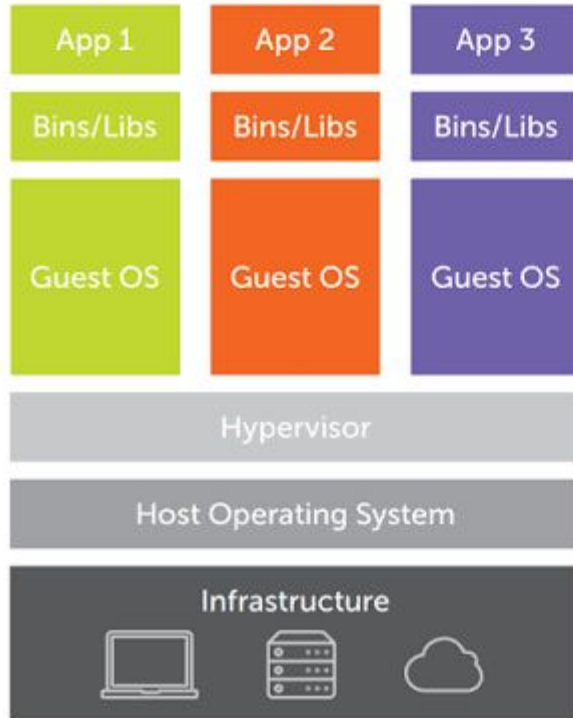 App 1 App 2 App 3
Bins/Libs Bins/Libs Bins/Libs
Guest OS Guest OS Guest OS
Hypervisor
Host Operating System
Infrastructure